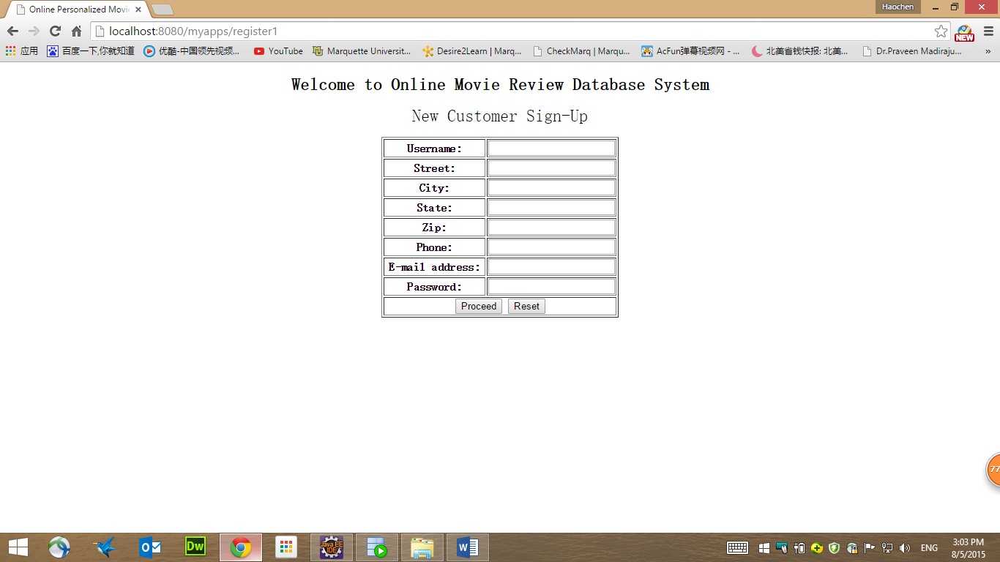 Online Personalized Movi
Haochen
localhost:8080/myapps/register1
NEW
应用
百度一下,你就知道
优酷-中国领先视频...
YouTube
Marquette Universit...
Desire2Learn | Marq...
CheckMarq | Marqu...
AcFun弹幕视频网 - ...
北美省钱快报: 北美...
Dr.Praveen Madiraju...
»
Welcome to Online Movie Review Database System
New Customer Sign-Up
Username:
Street:
City:
State:
Zip:
Phone:
E-mail address:
Password:
Proceed Reset
77
Dw
Java EE
IDE
ENG
3:03 PM
8/5/2015